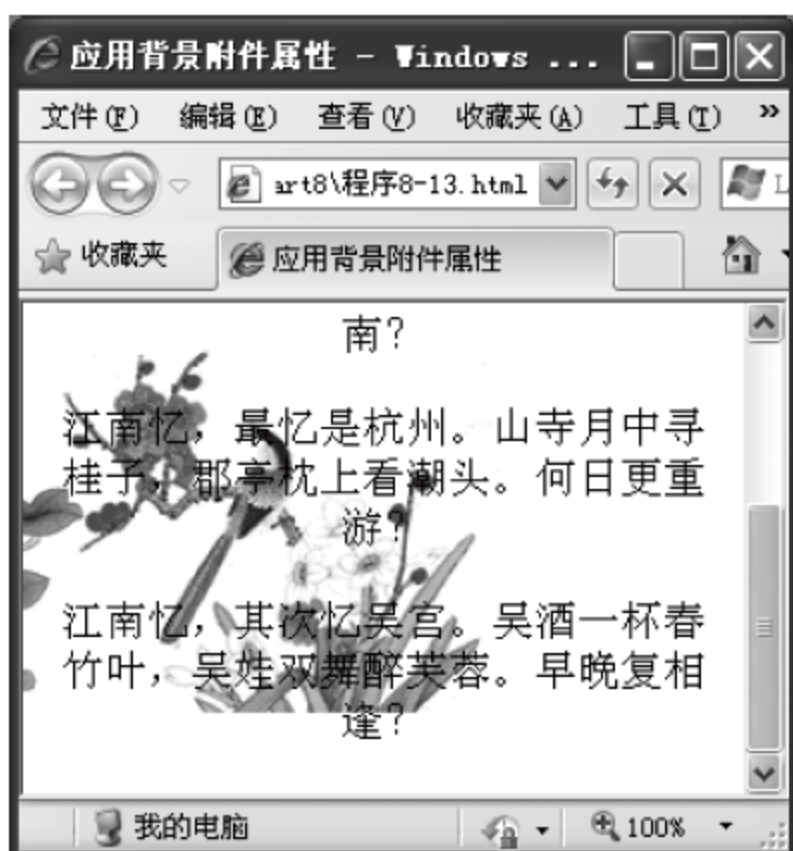 应用背景附件属性 - Windows ...
文件(F) 编辑(E) 查看(V) 收藏夹(A) 工具(T) »
art8\程序8-13.html L
收藏夹 应用背景附件属性
南?
江南忆,最忆是杭州。山寺月中寻
桂子,郡亭枕上看潮头。何日更重
游?
江南忆,其次忆吴宫。吴酒一杯春
竹叶,吴娃双舞醉芙蓉。早晚复相
逢?
我的电脑 100%